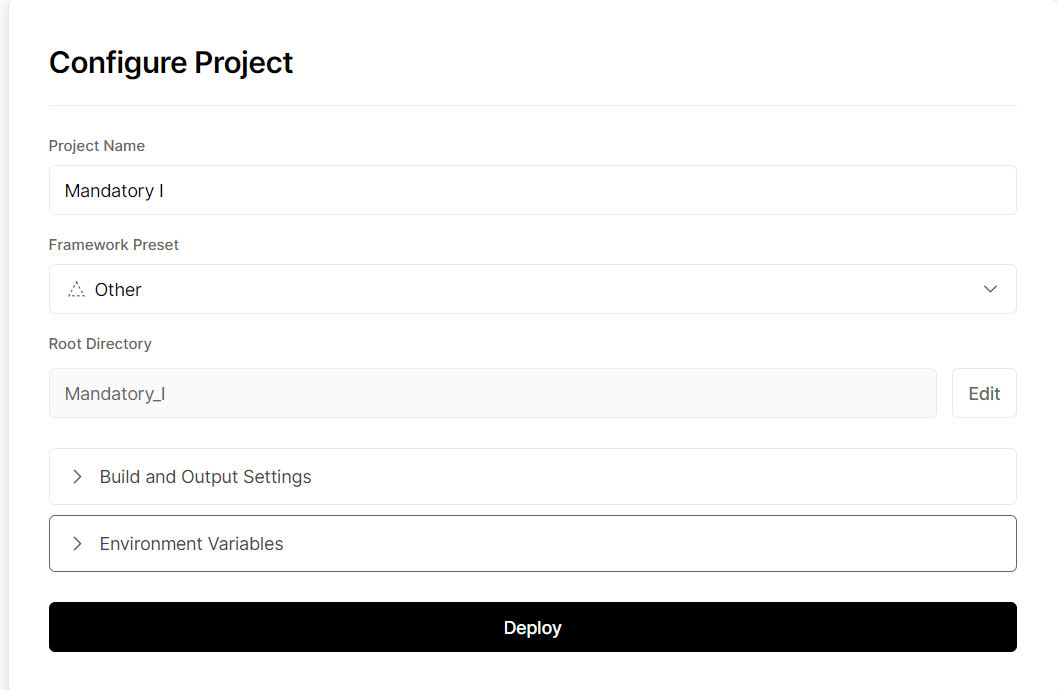 Configure Project
Project Name
Mandatory I
Framework Preset
Other
Root Directory
Mandatory_I
Edit
Build and Output Settings
Environment Variables
Deploy